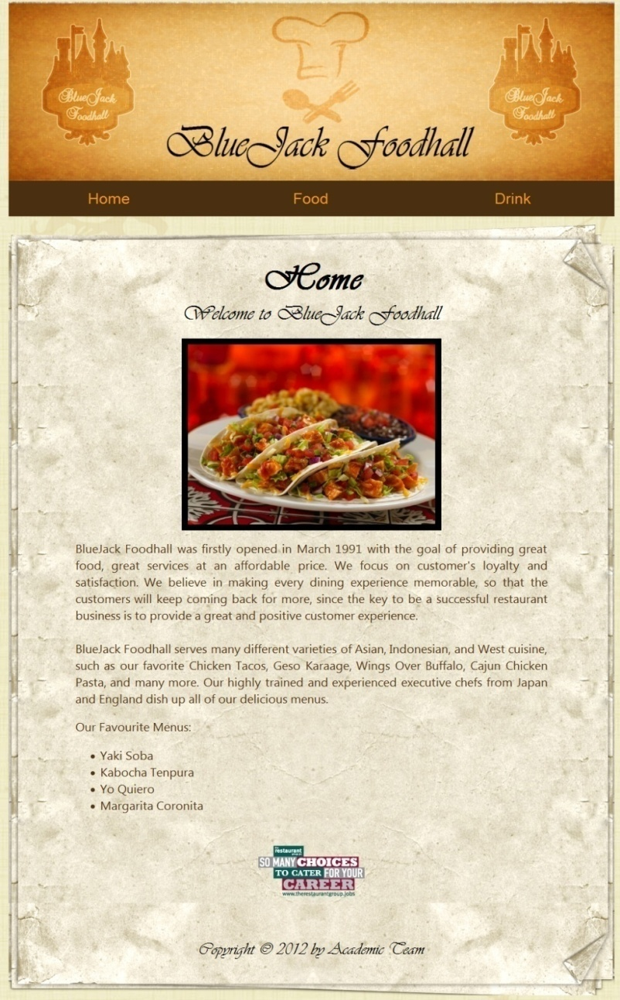 BlueJack
Foodhall
BlueJack
Foodhall
BlueJack Foodhall
Home Food Drink
Home
Welcome to BlueJack Foodhall
BlueJack Foodhall was firstly opened in March 1991 with the goal of providing great
food, great services at an affordable price. We focus on customer's loyalty and
satisfaction. We believe in making every dining experience memorable, so that the
customers will keep coming back for more, since the key to be a successful restaurant
business is to provide a great and positive customer experience.
BlueJack Foodhall serves many different varieties of Asian, Indonesian, and West cuisine,
such as our favorite Chicken Tacos, Geso Karaage, Wings Over Buffalo, Cajun Chicken
Pasta, and many more. Our highly trained and experienced executive chefs from Japan
and England dish up all of our delicious menus.
Our Favourite Menus:
• Yaki Soba
• Kabocha Tenpura
• Yo Quiero
• Margarita Coronita
restaurant
SO MANY CHOICES
TO CATER FOR YOUR
CAREER
www.therestaurantgroup.jobs
Copyright © 2012 by Academic Team